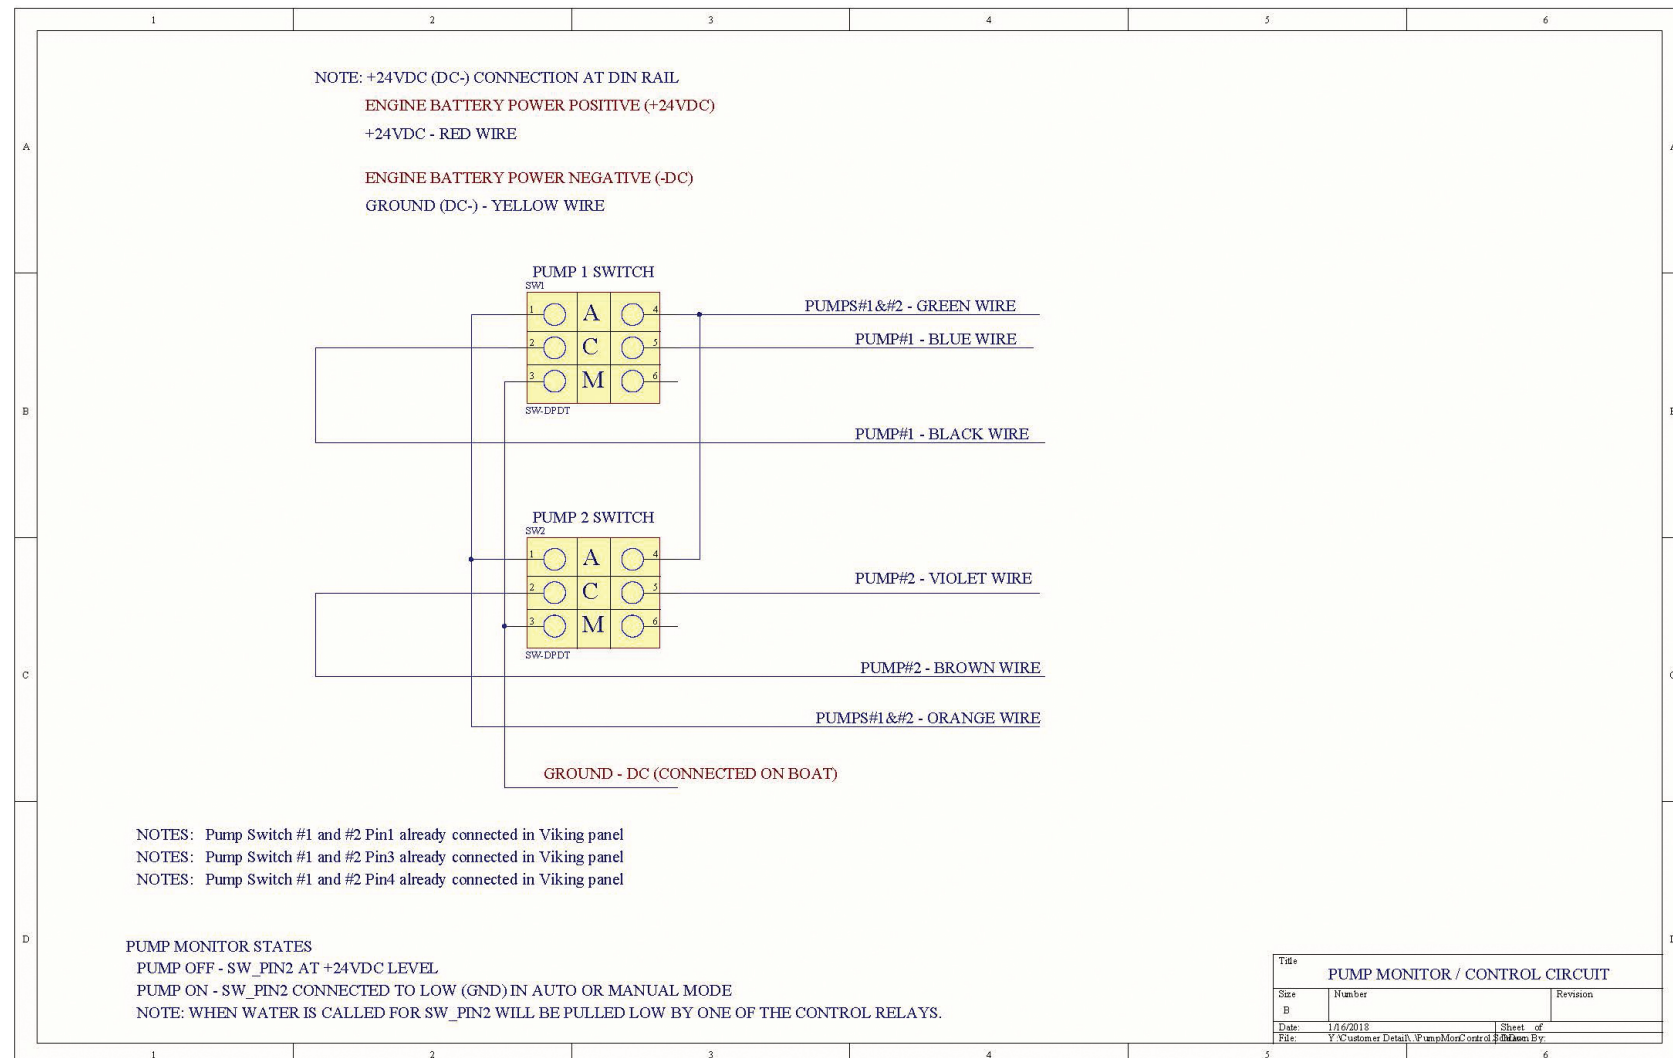 1 2 3 4 5 6
NOTE: +24VDC (DC-) CONNECTION AT DIN RAIL
ENGINE BATTERY POWER POSITIVE (+24VDC)
+24VDC - RED WIRE
A
ENGINE BATTERY POWER NEGATIVE (-DC)
GROUND (DC-) - YELLOW WIRE
PUMP 1 SWITCH
SW1
1 A 4
PUMPS#1&#2 - GREEN WIRE
2 C 5
PUMP#1 - BLUE WIRE
3 M 6
SW-DPDT
B
PUMP#1 - BLACK WIRE
PUMP 2 SWITCH
SW2
1 A 4
2 C 5
PUMP#2 - VIOLET WIRE
3 M 6
SW-DPDT
C
PUMP#2 - BROWN WIRE
PUMPS#1&#2 - ORANGE WIRE
GROUND - DC (CONNECTED ON BOAT)
NOTES: Pump Switch #1 and #2 Pin1 already connected in Viking panel
NOTES: Pump Switch #1 and #2 Pin3 already connected in Viking panel
NOTES: Pump Switch #1 and #2 Pin4 already connected in Viking panel
D
PUMP MONITOR STATES
PUMP OFF - SW_PIN2 AT +24VDC LEVEL
PUMP ON - SW_PIN2 CONNECTED TO LOW (GND) IN AUTO OR MANUAL MODE
NOTE: WHEN WATER IS CALLED FOR SW_PIN2 WILL BE PULLED LOW BY ONE OF THE CONTROL RELAYS.
Title
PUMP MONITOR / CONTROL CIRCUIT
Size Number Revision
B
Date: 1/16/2018 Sheet of
File: Y:\Customer Detail\..\PumpMonControl By:
1 2 3 4 5 6